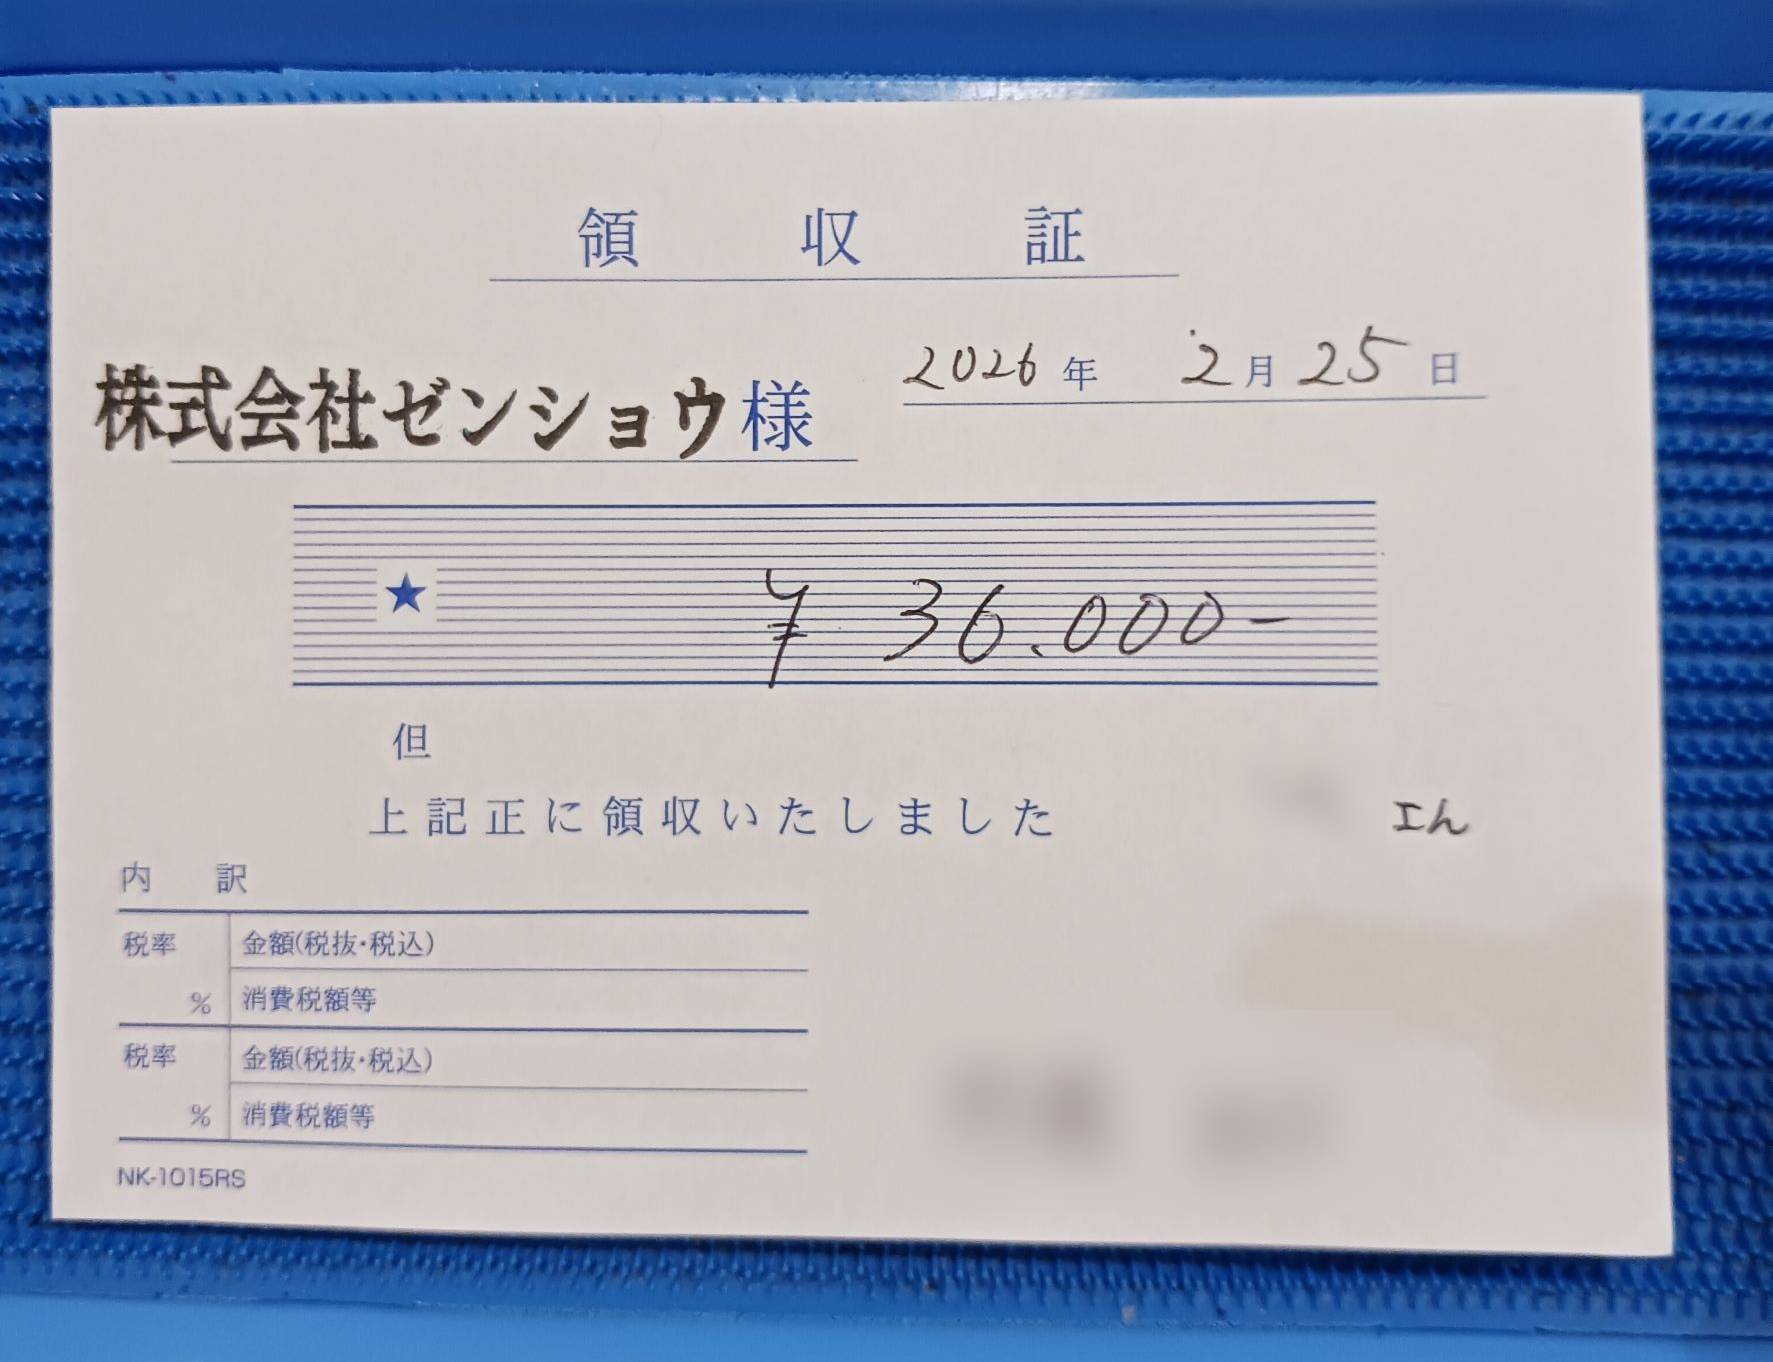 領収証
2026年 2月25日
株式会社ゼンショウ様
★ ¥36.000-
但
上記正に領収いたしました
エん
内訳
税率 金額(税抜・税込)
% 消費税額等
税率 金額(税抜・税込)
% 消費税額等
NK-1015RS